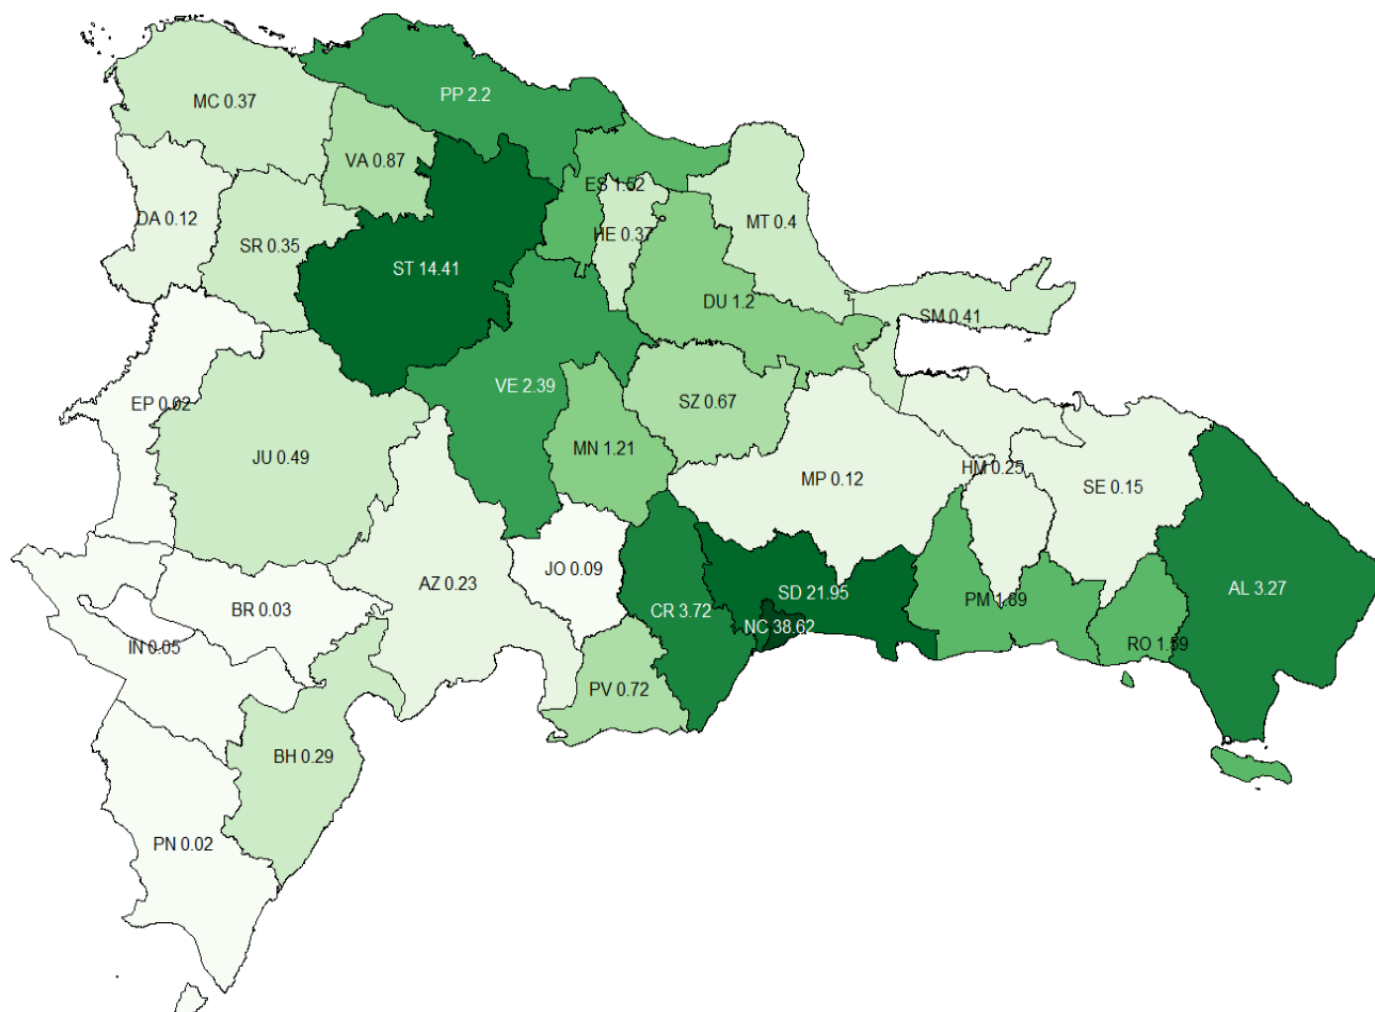 PP 2.2
MC 0.37
VA 0.87
ES 1.52
DA 0.12
MT 0.4
HE 0.37
SR 0.35
ST 14.41
DU 1.2
SM 0.41
VE 2.39
EP 0.02
SZ 0.67
MN 1.21
JU 0.49
HM 0.25
MP 0.12
SE 0.15
JO 0.09
AZ 0.23
AL 3.27
SD 21.95
PM 1.89
BR 0.03
CR 3.72
NC 38.62
RO 1.59
IN 0.05
PV 0.72
BH 0.29
PN 0.02